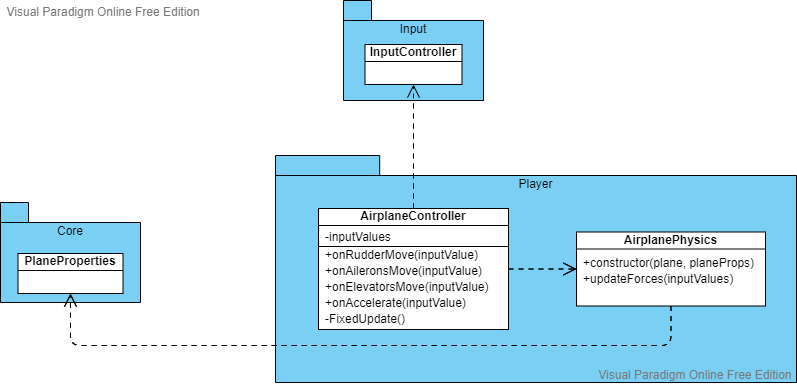 Visual Paradigm Online Free Edition
Input
InputController
Player
Core
PlaneProperties
AirplaneController
-inputValues
+onRudderMove(inputValue)
+onAileronsMove(inputValue)
+onElevatorsMove(inputValue)
+onAccelerate(inputValue)
-FixedUpdate()
AirplanePhysics
+constructor(plane, planeProps)
+updateForces(inputValues)
Visual Paradigm Online Free Edition